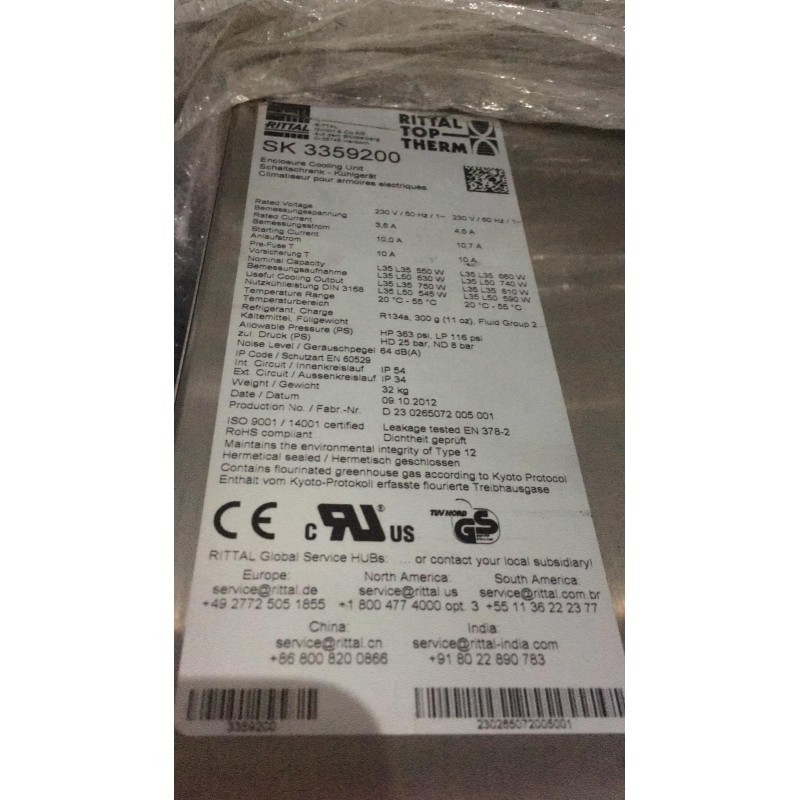 RITTAL
RITTAL
GmbH & Co. KG
Auf dem Stützelberg
D-35745 Herborn
RITTAL
TOP
THERM
SK 3359200
Enclosure Cooling Unit
Schaltschrank - Kühlgerät
Climatiseur pour armoires electriques
Rated Voltage
Bemessungsspannung 230 V / 50 Hz / 1~ 230 V / 60 Hz / 1~
Rated Current
Bemessungsstrom 3,6 A 4,5 A
Starting Current
Anlaufstrom 10,0 A 10,7 A
Pre-Fuse T
Vorsicherung T 10 A 10 A
Nominal Capacity L35 L35 550 W L35 L35 660 W
Bemessungsaufnahme L35 L50 630 W L35 L50 740 W
Useful Cooling Output L35 L35 750 W L35 L35 810 W
Nutzkühlleistung DIN 3168 L35 L50 545 W L35 L50 590 W
Temperature Range
Temperaturbereich 20 °C - 55 °C 20 °C - 55 °C
Refrigerant, Charge
Kältemittel, Füllgewicht R134a, 300 g (11 oz), Fluid Group 2
Allowable Pressure (PS) HP 363 psi, LP 116 psi
zul. Druck (PS) HD 25 bar, ND 8 bar
Noise Level / Geräuschpegel 64 dB(A)
IP Code / Schutzart EN 60529
Int. Circuit / Innenkreislauf IP 54
Ext. Circuit / Aussenkreislauf IP 34
Weight / Gewicht 32 kg
Date / Datum 09.10.2012
Production No. / Fabr.-Nr. D 23 0265072 005 001
ISO 9001 / 14001 certified Leakage tested EN 378-2
RoHS compliant Dichtheit geprüft
Maintains the environmental integrity of Type 12
Hermetical sealed / Hermetisch geschlossen
Contains flourinated greenhouse gas according to Kyoto Protocol
Enthält vom Kyoto-Protokoll erfasste flourierte Treibhausgase
CE c RU ® US TUV NORD GS
RITTAL Global Service HUBs: ... or contact your local subsidiary!
Europe: North America: South America:
service@rittal.de service@rittal.us service@rittal.com.br
+49 2772 505 1855 +1 800 477 4000 opt. 3 +55 11 36 22 23 77
China: India:
service@rittal.cn service@rittal-india.com
+86 800 820 0866 +91 80 22 890 783
3359200 230265072005001